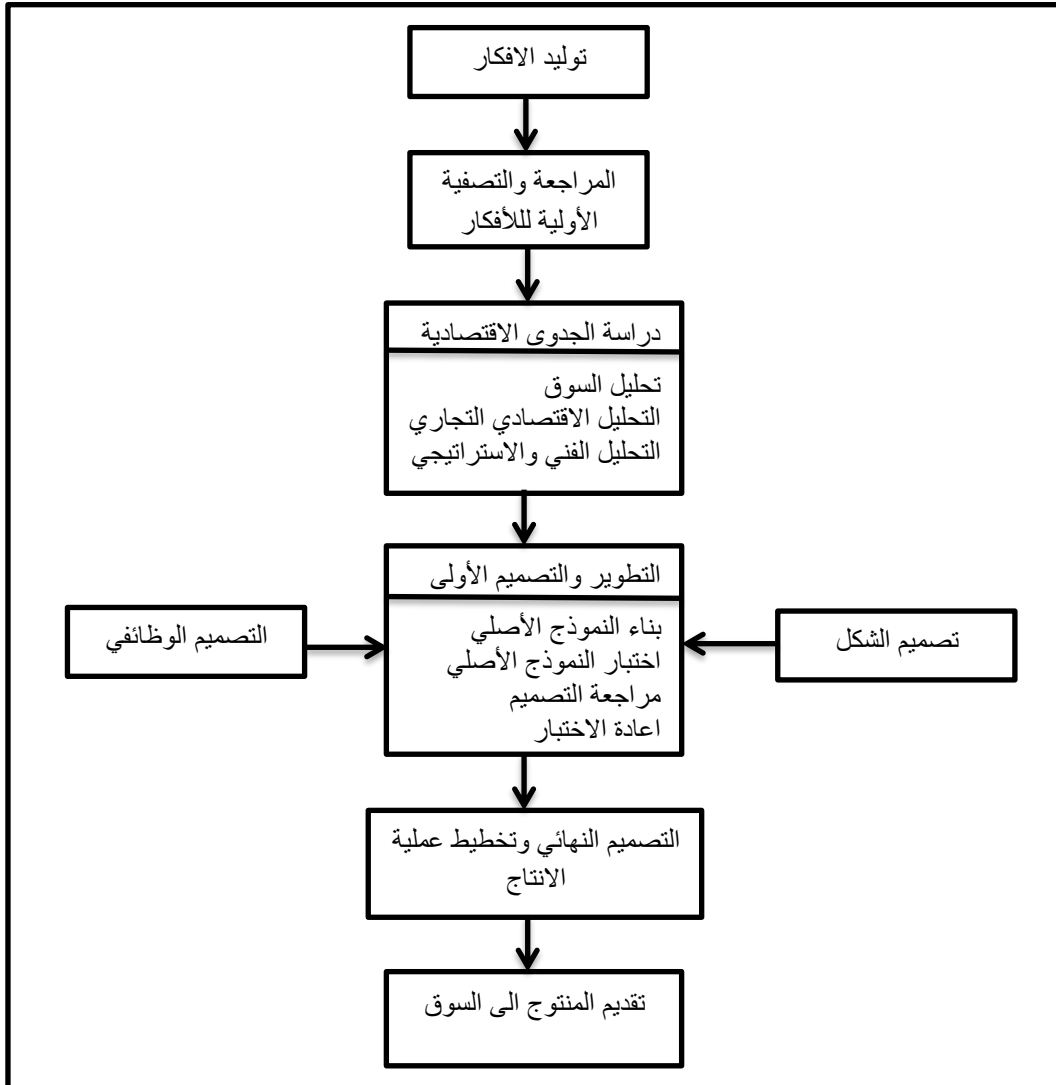 توليد الافكار
المراجعة والتصفية
الأولية للأفكار
دراسة الجدوى الاقتصادية
تحليل السوق
التحليل الاقتصادي التجاري
التحليل الفني والاستراتيجي
التطوير والتصميم الأولى
بناء النموذج الأصلي
اختبار النموذج الأصلي
مراجعة التصميم
اعادة الاختبار
تصميم الشكل
التصميم الوظائفي
التصميم النهائي وتخطيط عملية
الانتاج
تقديم المنتوج الى السوق